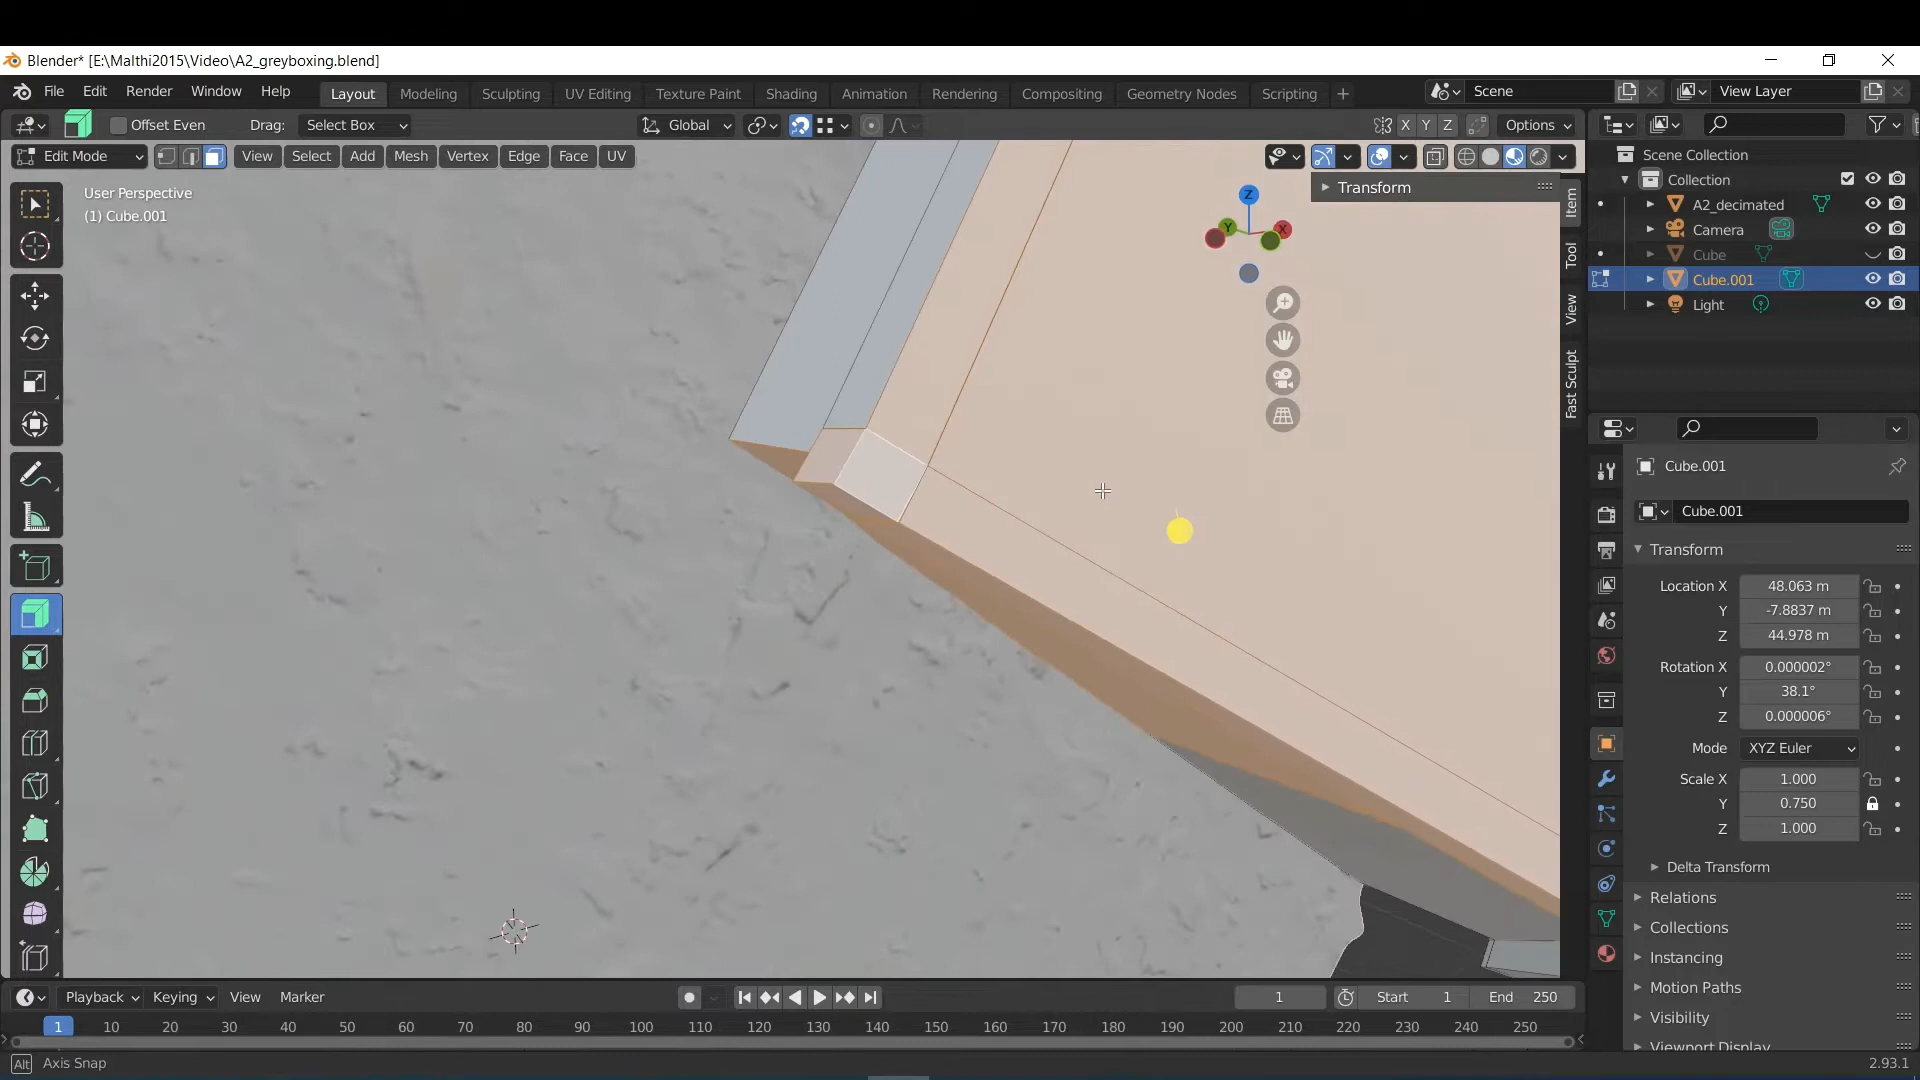 Blender* [E:\Malthi2015\Video\A2_greyboxing.blend]
File Edit Render Window Help Layout Modeling Sculpting UV Editing Texture Paint Shading Animation Rendering Compositing Geometry Nodes Scripting + Scene View Layer
Offset Even Drag: Select Box Global X Y Z Options
Edit Mode View Select Add Mesh Vertex Edge Face UV
Scene Collection
Collection
A2_decimated
Camera
Cube
Cube.001
Light
User Perspective
(1) Cube.001
Transform
Z
Y X
Item
Tool
View
Fast Sculpt
Cube.001
Cube.001
Transform
Location X 48.063 m
Y -7.8837 m
Z 44.978 m
Rotation X 0.000002°
Y 38.1°
Z 0.000006°
Mode XYZ Euler
Scale X 1.000
Y 0.750
Z 1.000
Delta Transform
Relations
Collections
Instancing
Motion Paths
Visibility
Viewport Display
Playback Keying View Marker 1 Start 1 End 250
1 10 20 30 40 50 60 70 80 90 100 110 120 130 140 150 160 170 180 190 200 210 220 230 240 250
Alt Axis Snap 2.93.1